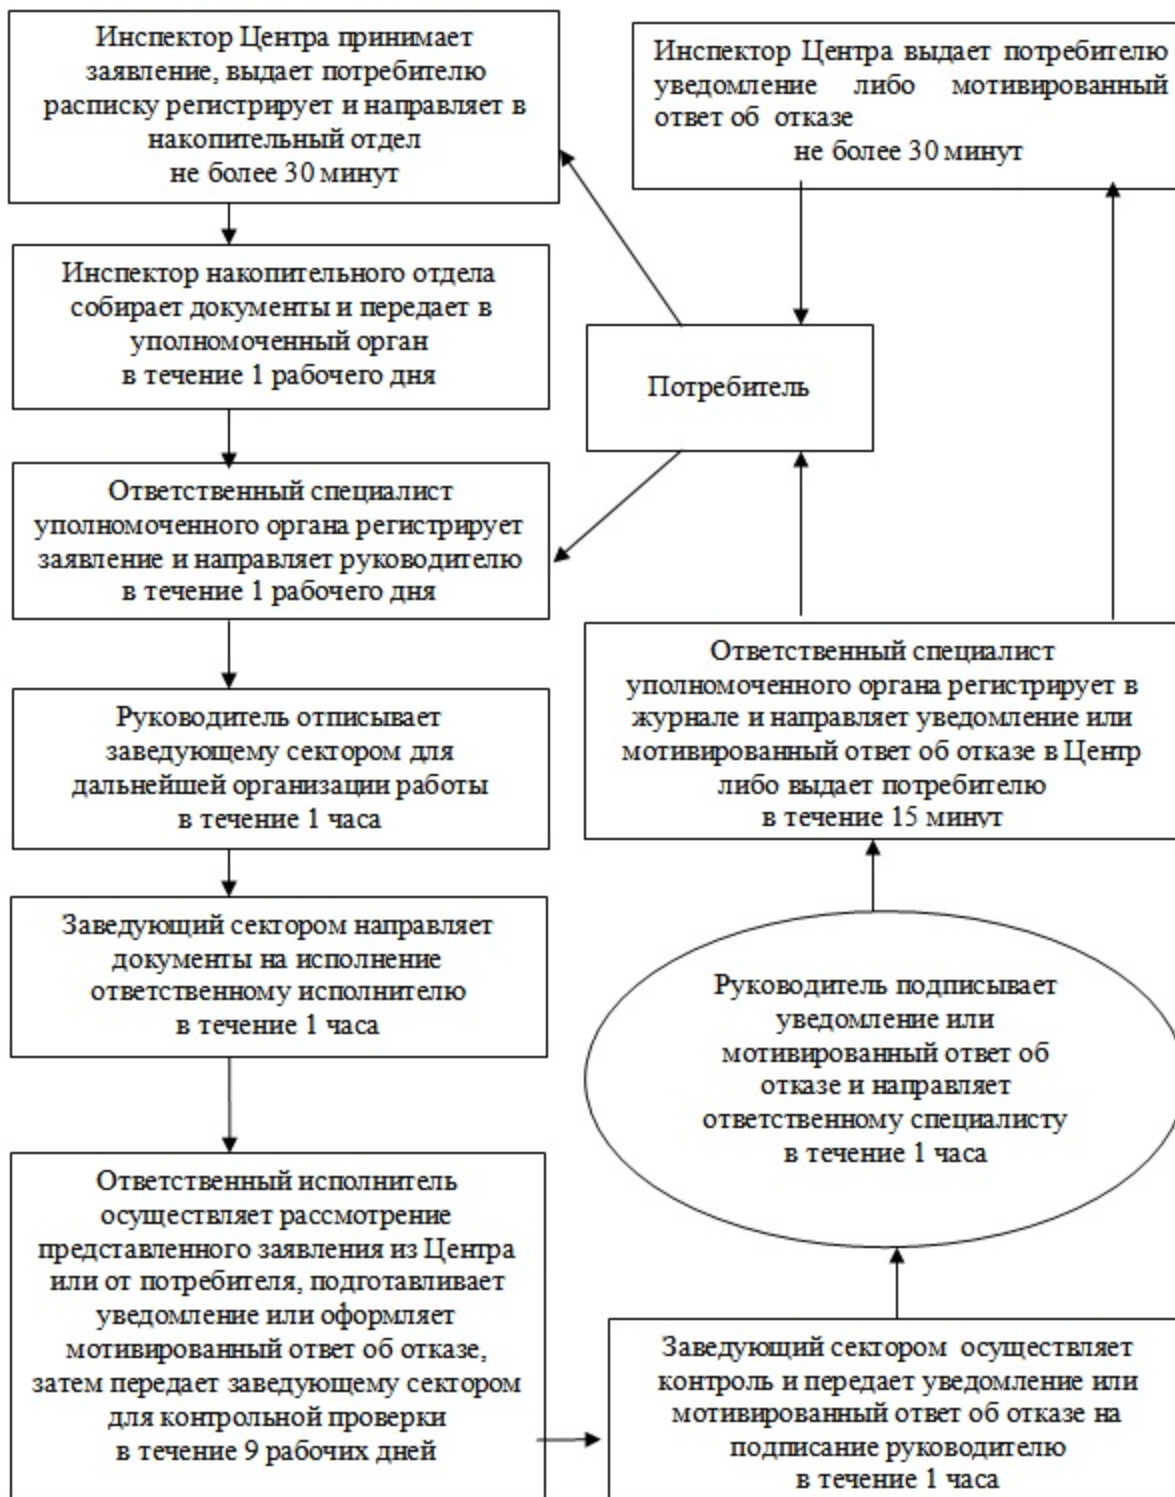 Инспектор Центра принимает
заявление, выдает потребителю
расписку регистрирует и направляет в
накопительный отдел
не более 30 минут
Инспектор Центра выдает потребителю
уведомление либо мотивированный
ответ об отказе
не более 30 минут
Инспектор накопительного отдела
собирает документы и передает в
уполномоченный орган
в течение 1 рабочего дня
Потребитель
Ответственный специалист
уполномоченного органа регистрирует
заявление и направляет руководителю
в течение 1 рабочего дня
Руководитель отписывает
заведующему сектором для
дальнейшей организации работы
в течение 1 часа
Ответственный специалист
уполномоченного органа регистрирует в
журнале и направляет уведомление или
мотивированный ответ об отказе в Центр
либо выдает потребителю
в течение 15 минут
Заведующий сектором направляет
документы на исполнение
ответственному исполнителю
в течение 1 часа
Руководитель подписывает
уведомление или
мотивированный ответ об
отказе и направляет
ответственному специалисту
в течение 1 часа
Ответственный исполнитель
осуществляет рассмотрение
представленного заявления из Центра
или от потребителя, подготавливает
уведомление или оформляет
мотивированный ответ об отказе,
затем передает заведующему сектором
для контрольной проверки
в течение 9 рабочих дней
Заведующий сектором осуществляет
контроль и передает уведомление или
мотивированный ответ об отказе на
подписание руководителю
в течение 1 часа